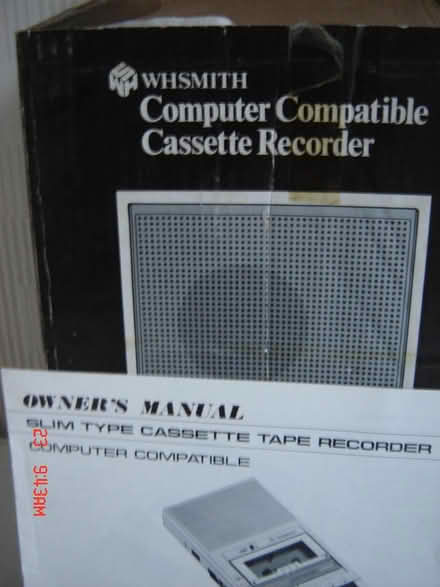 WHSMITH
Computer Compatible
Cassette Recorder
OWNER'S MANUAL
SLIM TYPE CASSETTE TAPE RECORDER
COMPUTER COMPATIBLE
23 9:43AM